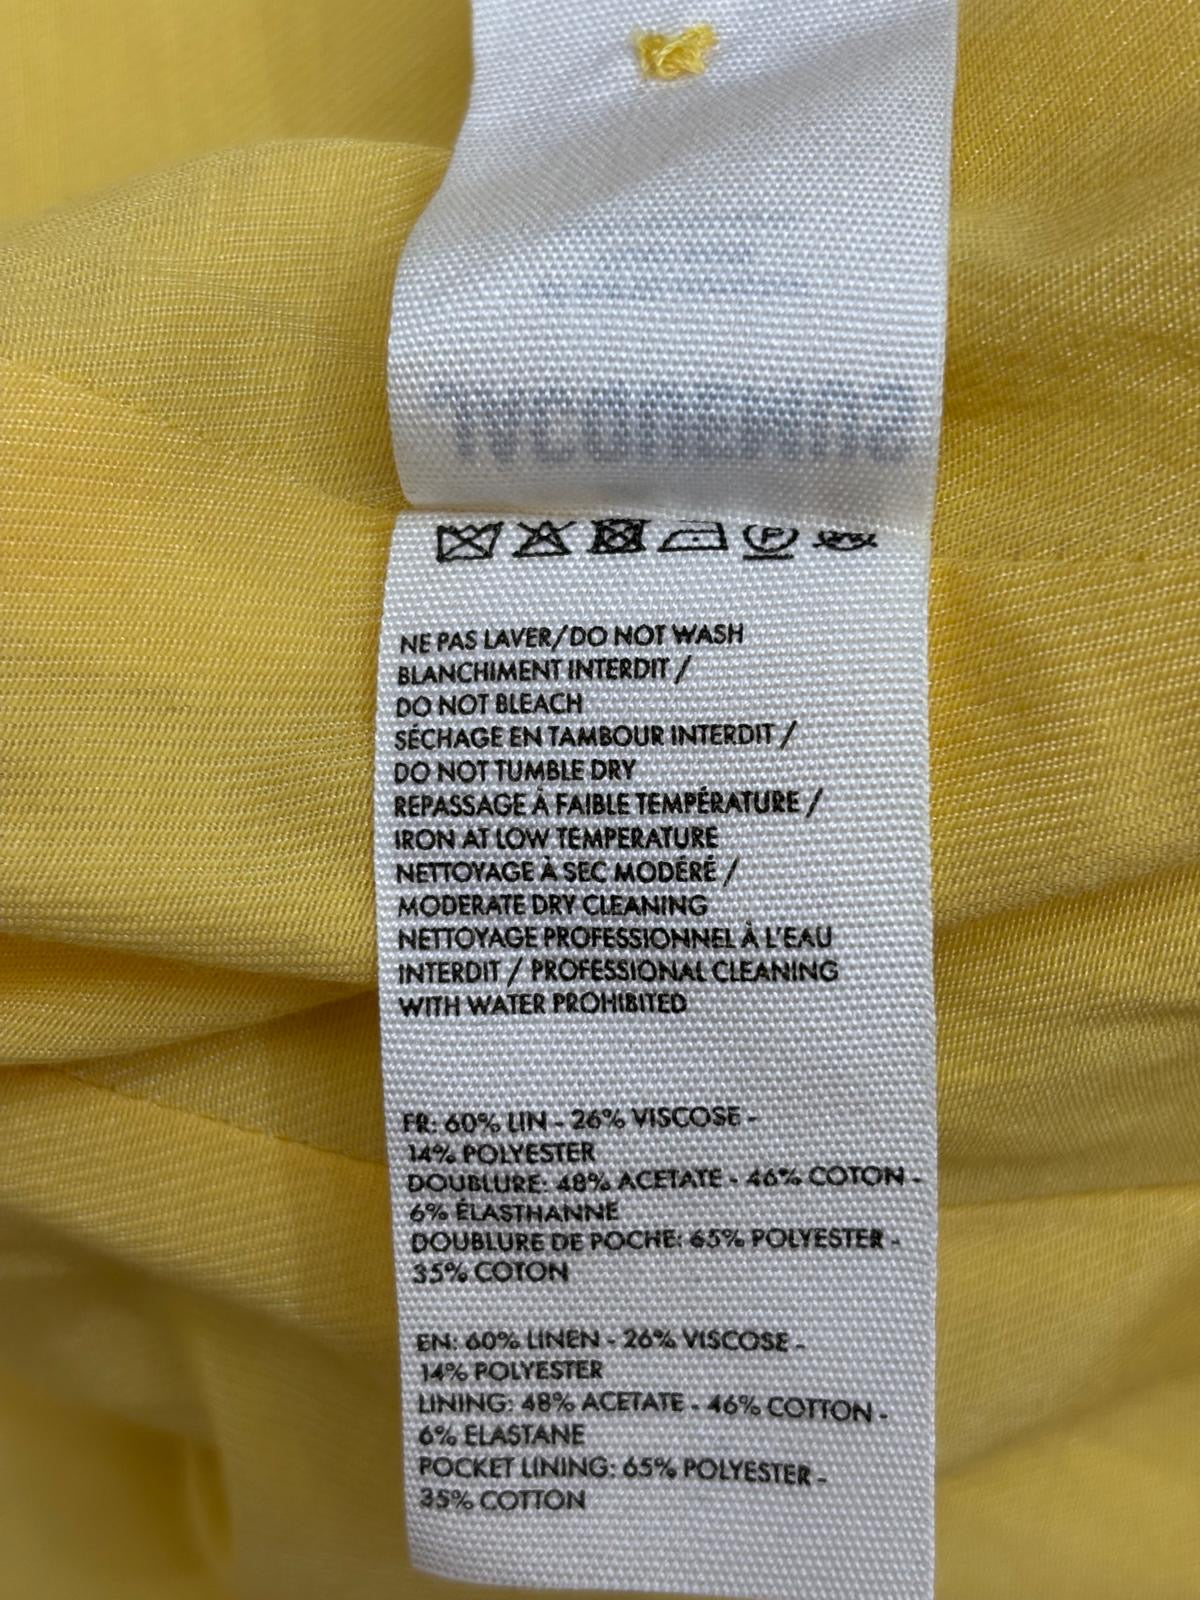 NE PAS LAVER/DO NOT WASH
BLANCHIMENT INTERDIT /
DO NOT BLEACH
SÉCHAGE EN TAMBOUR INTERDIT /
DO NOT TUMBLE DRY
REPASSAGE À FAIBLE TEMPÉRATURE /
IRON AT LOW TEMPERATURE
NETTOYAGE À SEC MODÉRÉ /
MODERATE DRY CLEANING
NETTOYAGE PROFESSIONNEL À L'EAU
INTERDIT / PROFESSIONAL CLEANING
WITH WATER PROHIBITED
FR: 60% LIN - 26% VISCOSE -
14% POLYESTER
DOUBLURE: 48% ACETATE - 46% COTON -
6% ÉLASTHANNE
DOUBLURE DE POCHE: 65% POLYESTER -
35% COTON
EN: 60% LINEN - 26% VISCOSE -
14% POLYESTER
LINING: 48% ACETATE - 46% COTTON -
6% ELASTANE
POCKET LINING: 65% POLYESTER -
35% COTTON